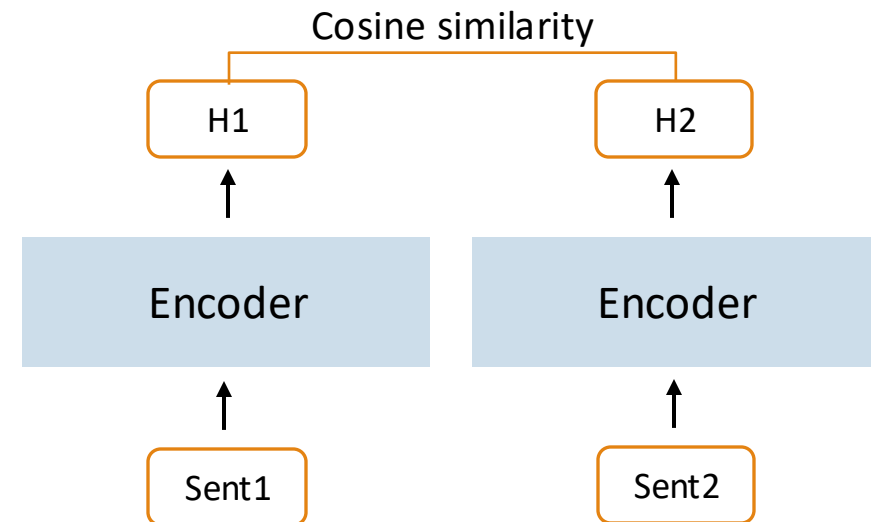 Cosine similarity
H1 H2
Encoder Encoder
Sent1 Sent2